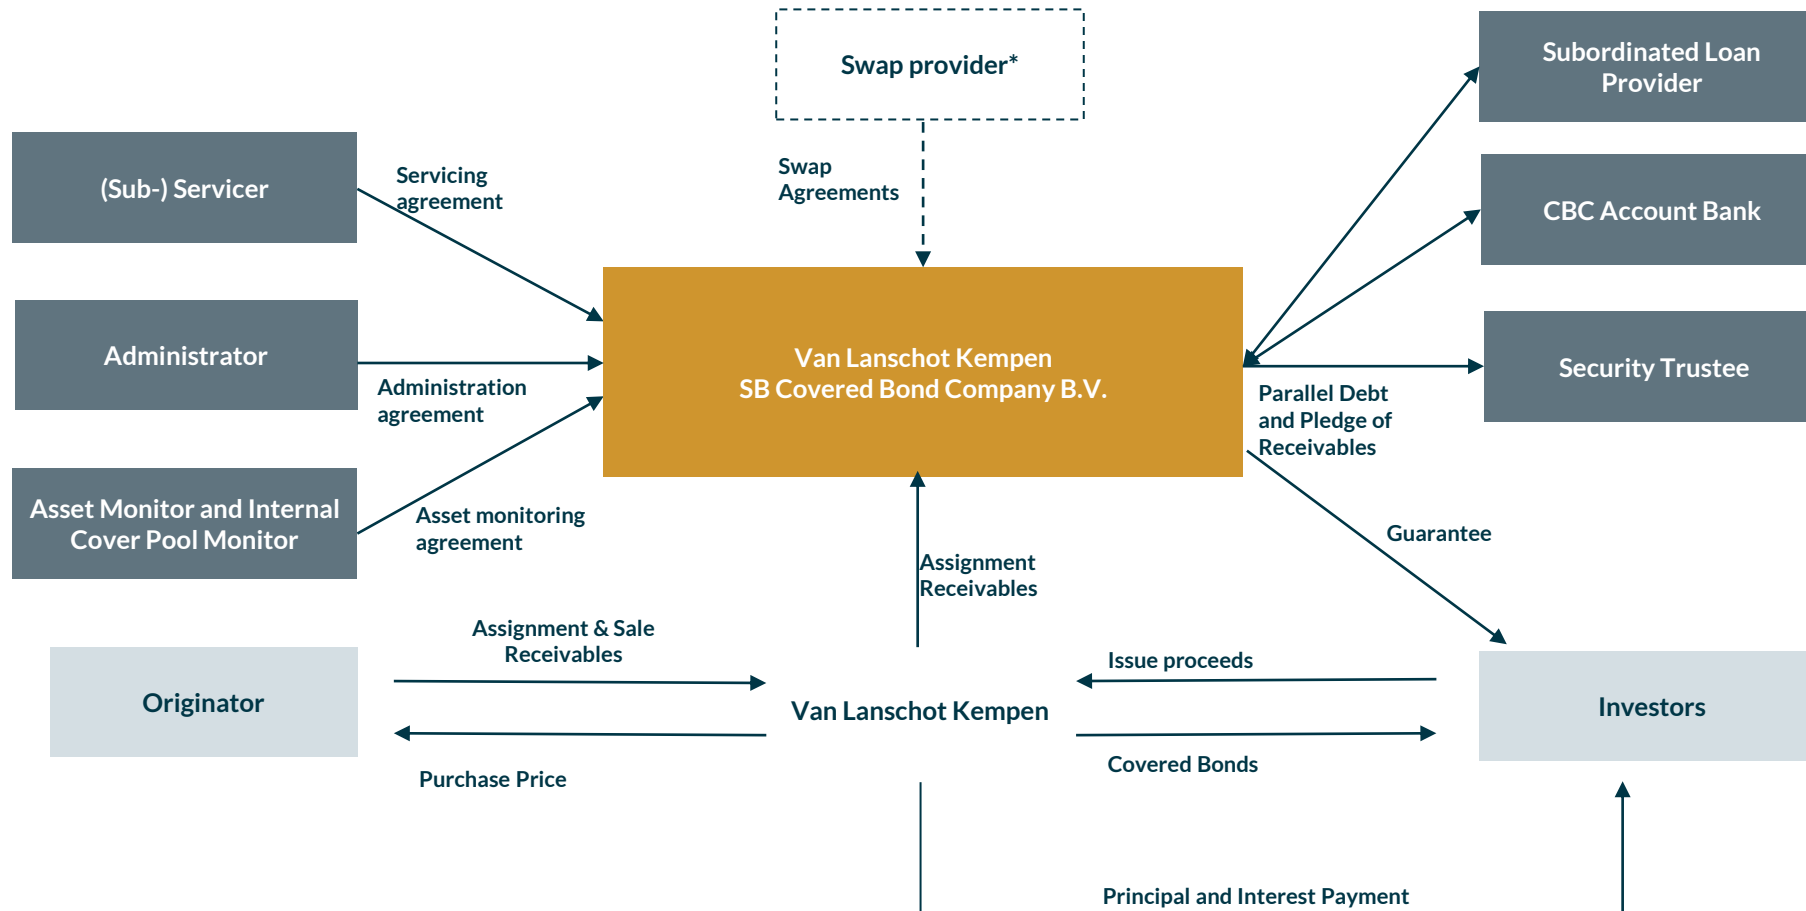 Swap provider*
Subordinated Loan
Provider
(Sub-) Servicer
Servicing
agreement
Swap
Agreements
CBC Account Bank
Administrator
Administration
agreement
Van Lanschot Kempen
SB Covered Bond Company B.V.
Security Trustee
Parallel Debt
and Pledge of
Receivables
Asset Monitor and Internal
Cover Pool Monitor
Asset monitoring
agreement
Assignment
Receivables
Guarantee
Assignment & Sale
Receivables
Issue proceeds
Originator
Van Lanschot Kempen
Investors
Purchase Price
Covered Bonds
Principal and Interest Payment